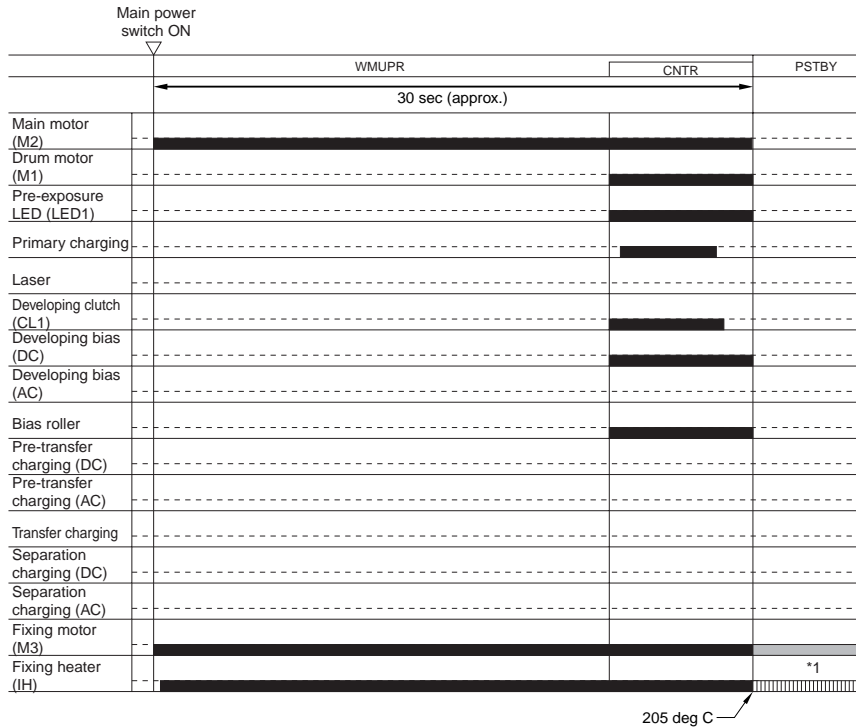 Main power
switch ON
WMUPR
CNTR
PSTBY
30 sec (approx.)
Main motor
(M2)
Drum motor
(M1)
Pre-exposure
LED (LED1)
Primary charging
Laser
Developing clutch
(CL1)
Developing bias
(DC)
Developing bias
(AC)
Bias roller
Pre-transfer
charging (DC)
Pre-transfer
charging (AC)
Transfer charging
Separation
charging (DC)
Separation
charging (AC)
Fixing motor
(M3)
Fixing heater
(IH)
*1
205 deg C